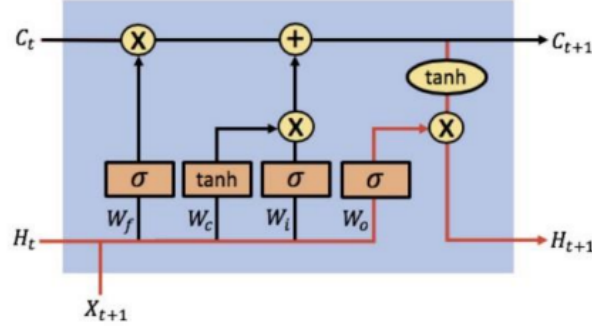 C_t × + C_{t+1}
tanh
×
×
σ tanh σ σ
W_f W_c W_i W_o
H_t H_{t+1}
X_{t+1}